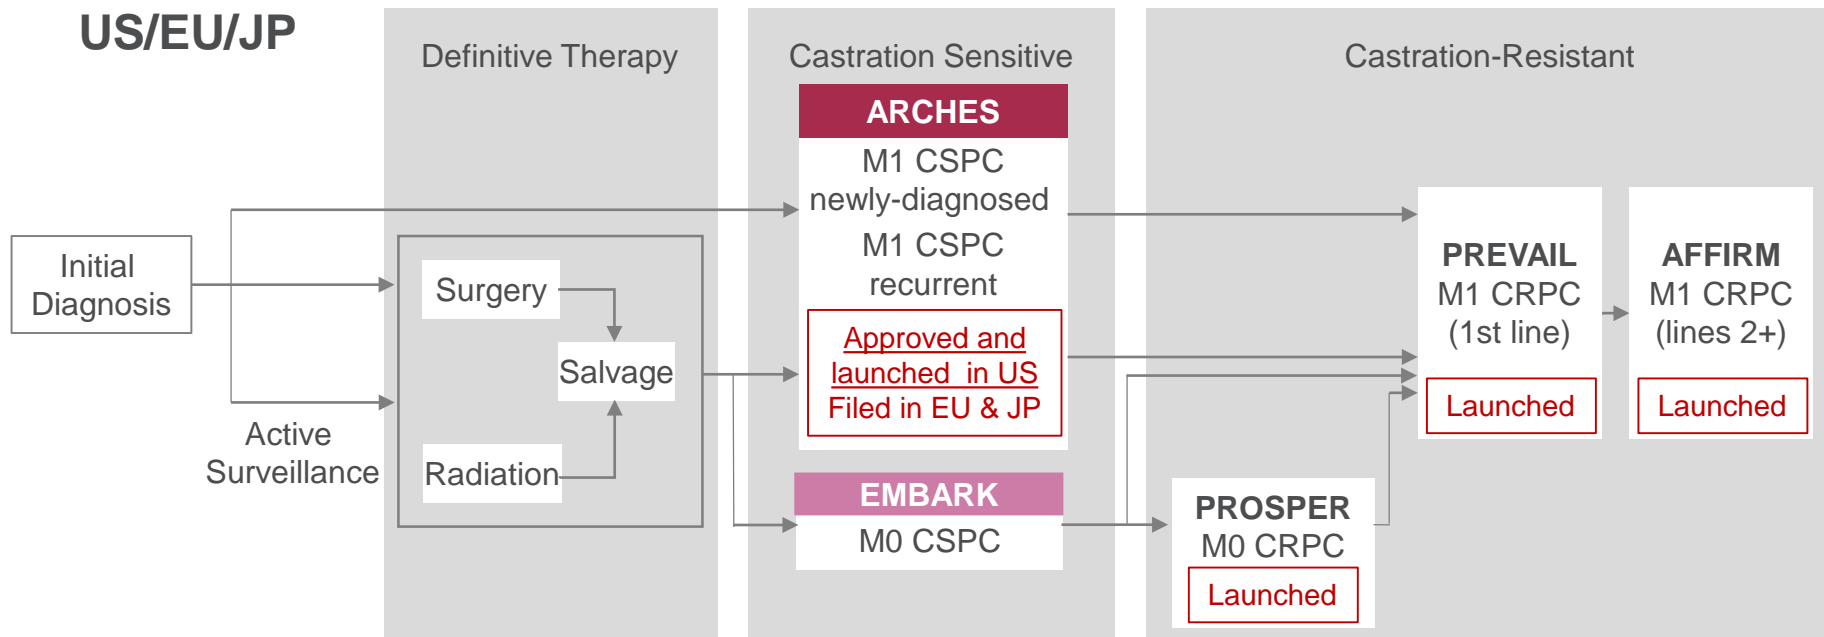 US/EU/JP
Definitive Therapy
Castration Sensitive
Castration-Resistant
Initial
Diagnosis
Active
Surveillance
Surgery
Salvage
Radiation
ARCHES
M1 CSPC
newly-diagnosed
M1 CSPC
recurrent
Approved and
launched in US
Filed in EU & JP
EMBARK
M0 CSPC
PROSPER
M0 CRPC
Launched
PREVAIL
M1 CRPC
(1st line)
Launched
AFFIRM
M1 CRPC
(lines 2+)
Launched